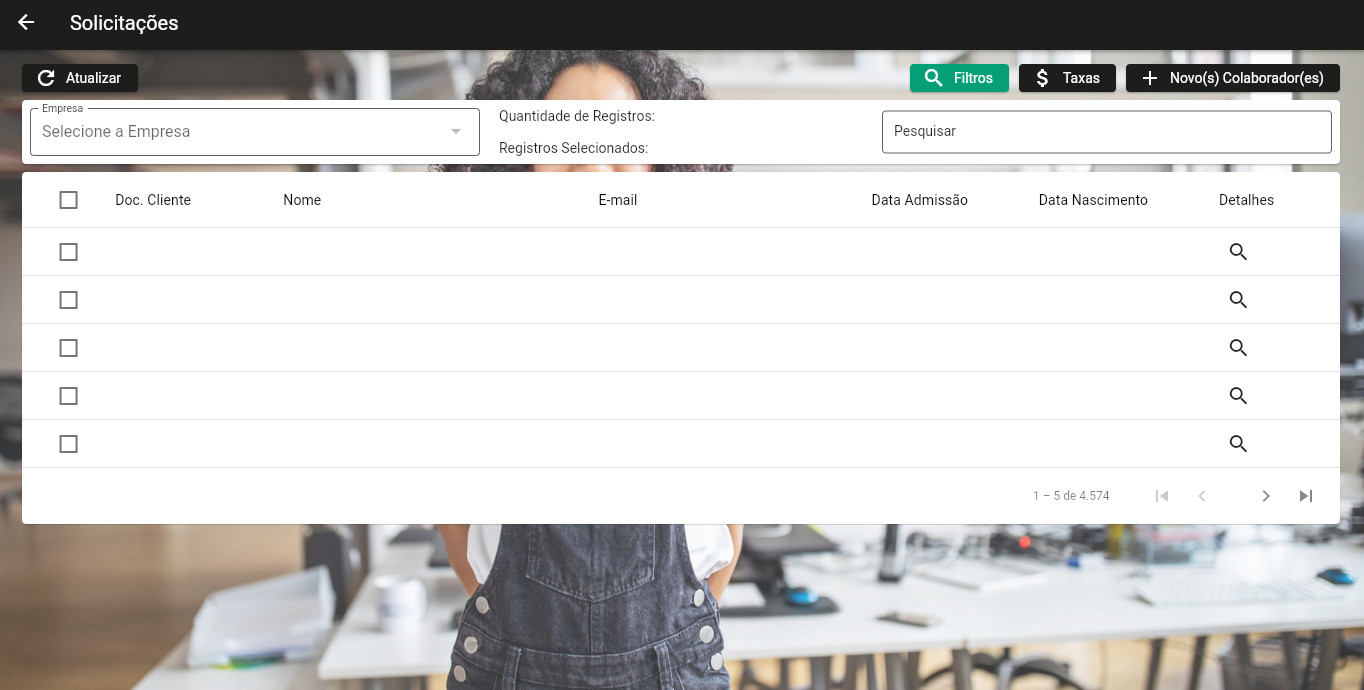 Solicitações
Atualizar
Filtros
Taxas
Novo(s) Colaborador(es)
Empresa
Selecione a Empresa
Quantidade de Registros:
Registros Selecionados:
Pesquisar
Doc. Cliente Nome E-mail Data Admissão Data Nascimento Detalhes
1 – 5 de 4.574